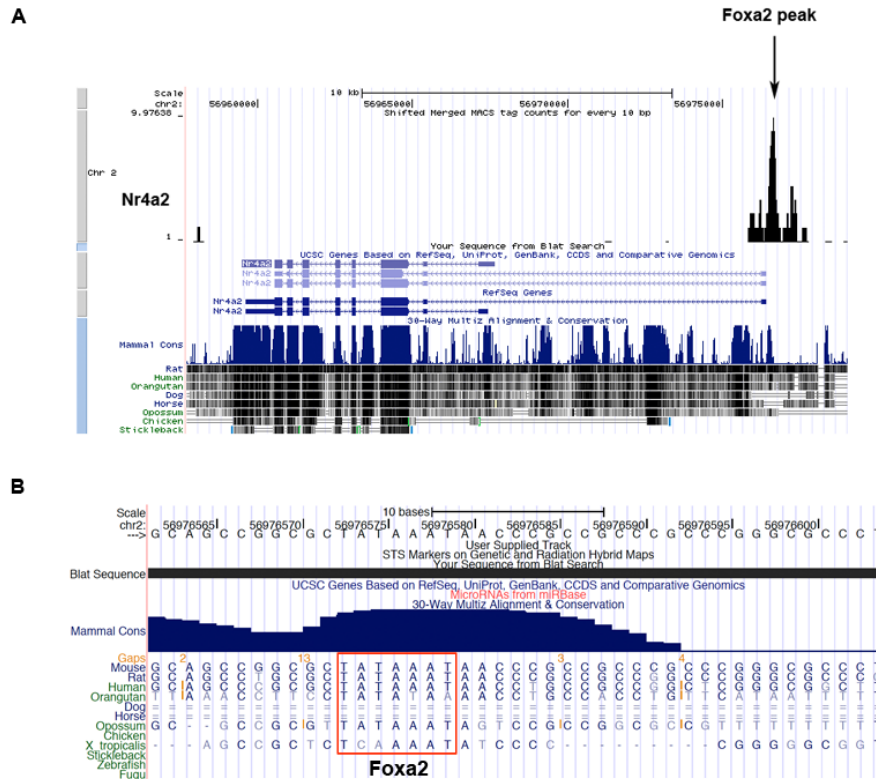 A
Foxa2 peak
Scale 10 kb
chr2: 56960000 56965000 56970000 56975000
9.97638 _ Shifted Merged MACS tag counts for every 10 bp
Chr 2
Nr4a2
1 _
Your Sequence from Blat Search
UCSC Genes Based on RefSeq, UniProt, GenBank, CCDS and Comparative Genomics
Nr4a2
Nr4a2
Nr4a2
RefSeq Genes
Nr4a2
Nr4a2
30-Way Multiz Alignment & Conservation
Mammal Cons
Rat
Human
Orangutan
Dog
Horse
Opossum
Chicken
Stickleback
B
Scale 10 bases
chr2: 56976565 56976570 56976575 56976580 56976585 56976590 56976595 56976600
---> G C A G C C G G C G C T A T A A A T A A C C C G C C G C C C G C C C G G G C G C C C T
User Supplied Track
STS Markers on Genetic and Radiation Hybrid Maps
Your Sequence from Blat Search
Blat Sequence
UCSC Genes Based on RefSeq, UniProt, GenBank, CCDS and Comparative Genomics
MicroRNAs from miRBase
30-Way Multiz Alignment & Conservation
Mammal Cons
Gaps 2 13 3 4
Mouse G C A G C C G G C G C T A T A A A T A A C C C G C C G C C C G C C C G G G C G C C C T
Rat
Human
Orangutan
Dog
Horse
Opossum G C - G C C G C G T T A T A A A T A G T C C G C C G G C G C C G T T T T T T T T
Chicken
X_tropicalis - - - A G C C G C T C T C A A A A T A T C C C C - - - - - - - - - C G G G G G C G G T
Stickleback
Zebrafish
Fugu
Foxa2